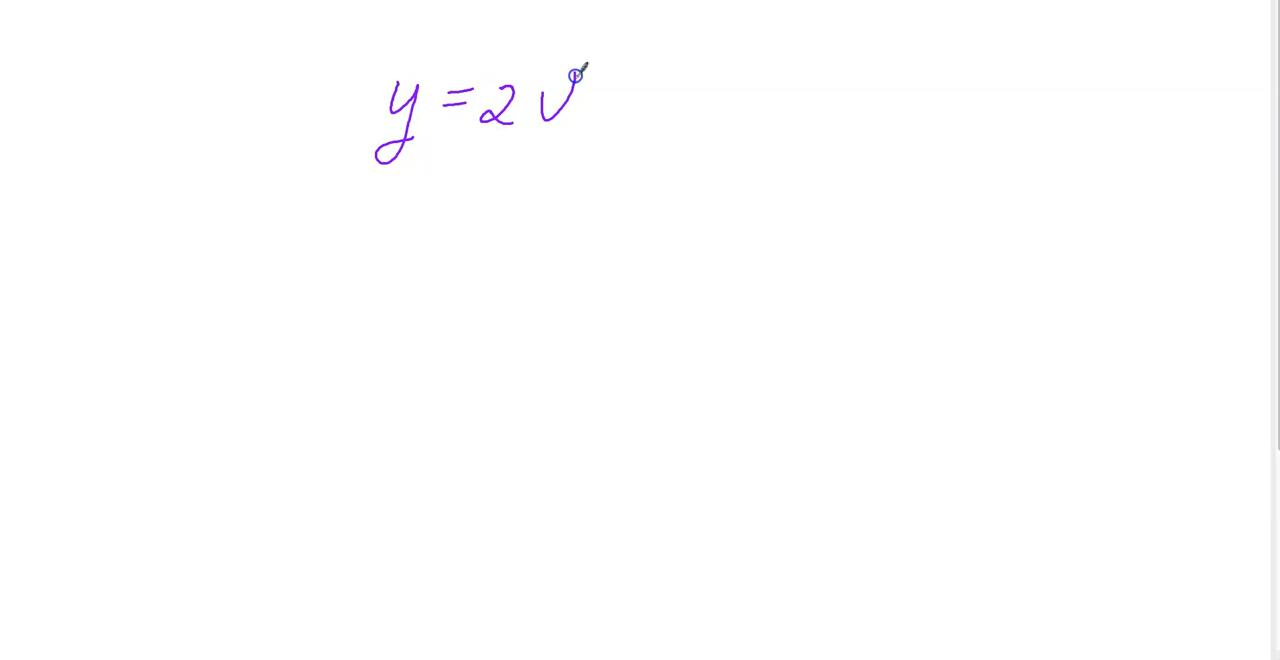 y = 2 √